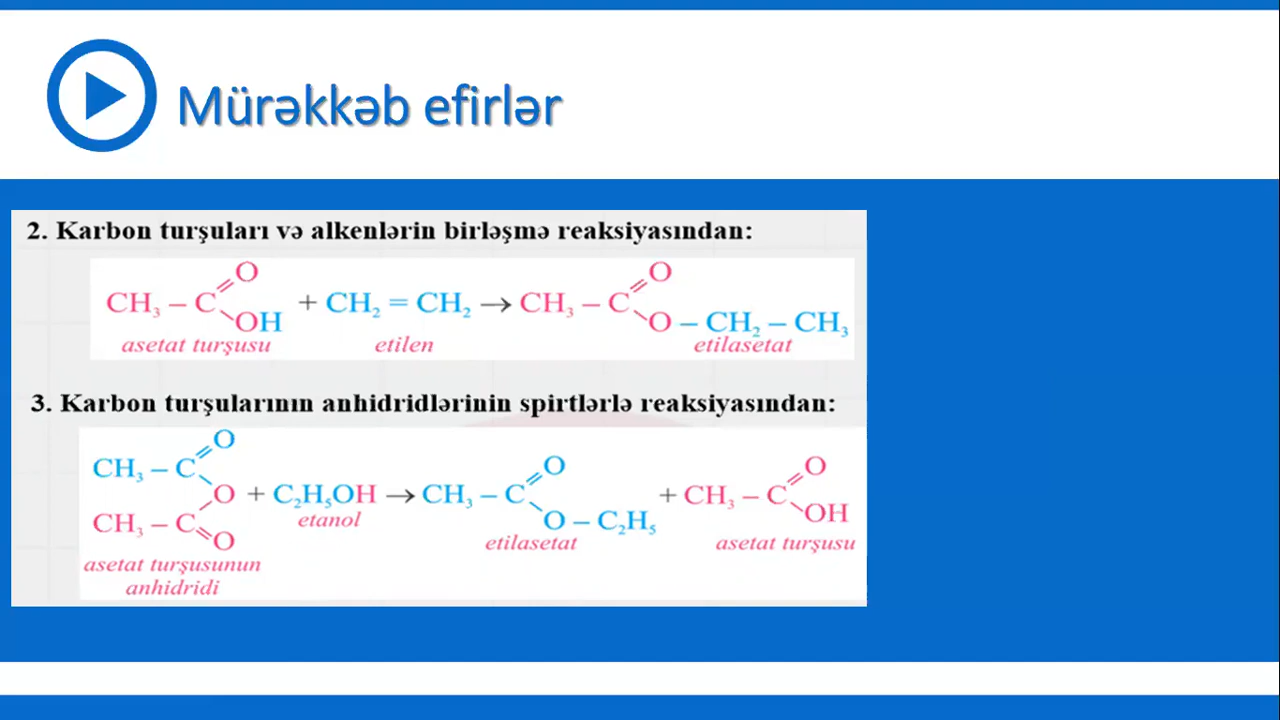 Mürəkkəb efirlər
2. Karbon turşuları və alkenlərin birləşmə reaksiyasından:
CH₃ – C(=O)OH + CH₂ = CH₂ → CH₃ – C(=O)O – CH₂ – CH₃
asetat turşusu etilen etilasetat
3. Karbon turşularının anhidridlərinin spirtlərlə reaksiyasından:
CH₃ – C(=O) O CH₃ – C(=O) + C₂H₅OH → CH₃ – C(=O)O – C₂H₅ + CH₃ – C(=O)OH
etanol
etilasetat asetat turşusu
asetat turşusunun
anhidridi